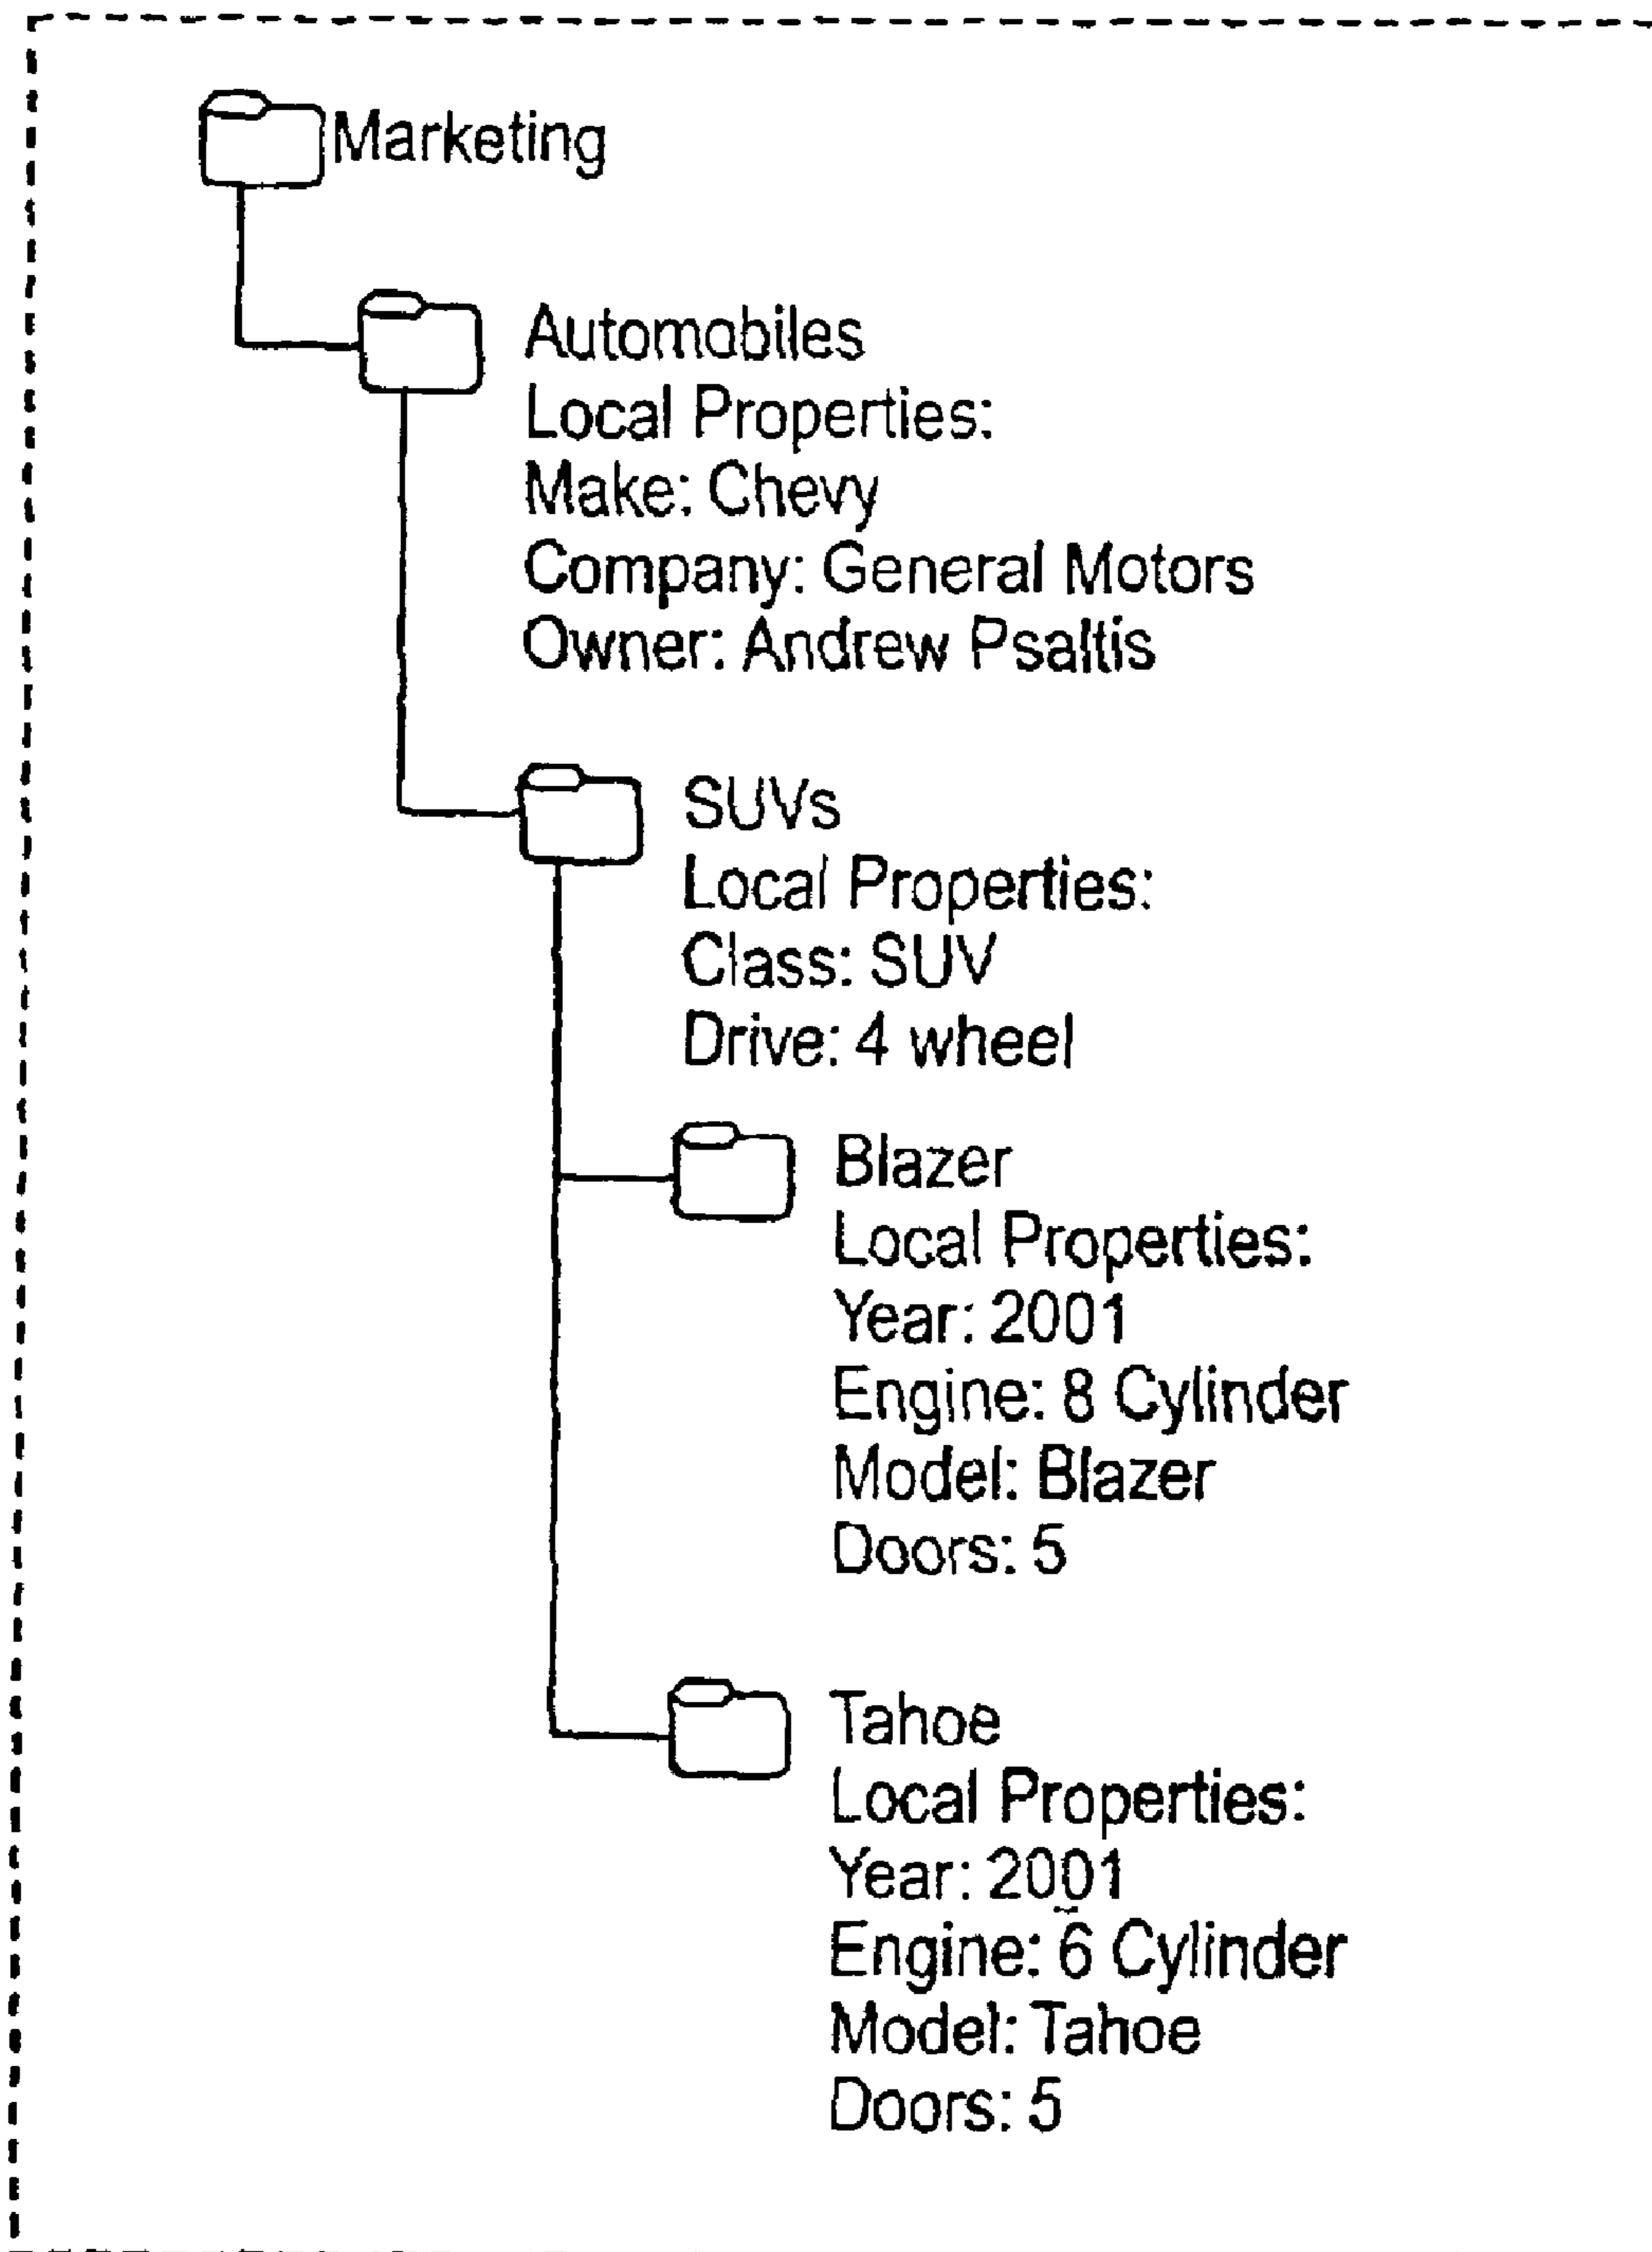 Marketing
Automobiles
Local Properties:
Make: Chevy
Company: General Motors
Owner: Andrew Psaltis
SUVs
Local Properties:
Class: SUV
Drive: 4 wheel
Blazer
Local Properties:
Year: 2001
Engine: 8 Cylinder
Model: Blazer
Doors: 5
Tahoe
Local Properties:
Year: 2001
Engine: 6 Cylinder
Model: Tahoe
Doors: 5